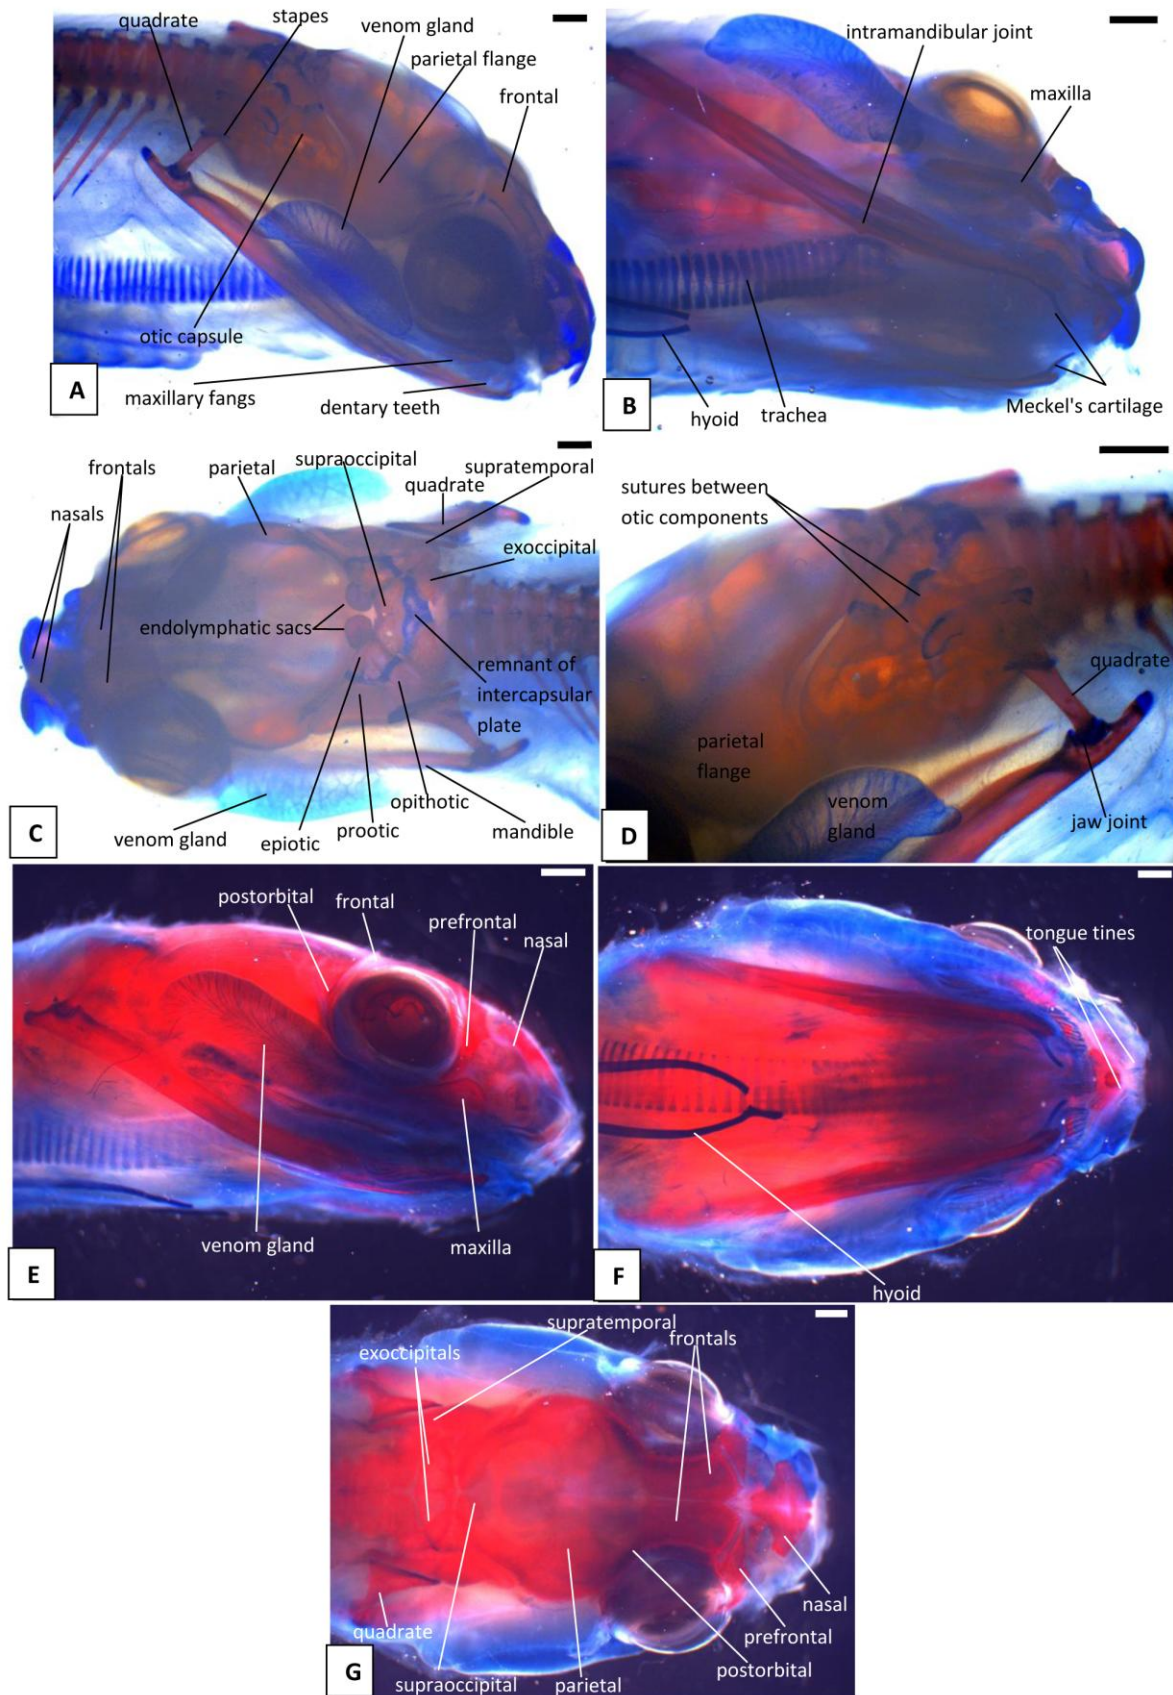 quadrate
stapes
venom gland
parietal flange
frontal
otic capsule
maxillary fangs
dentary teeth
A
intramandibular joint
maxilla
hyoid
trachea
Meckel's cartilage
B
frontals
nasals
parietal
supraoccipital
supratemporal
quadrate
exoccipital
endolymphatic sacs
remnant of
intercapsular
plate
opithotic
mandible
prootic
epiotic
venom gland
C
sutures between
otic components
quadrate
parietal
flange
venom
gland
jaw joint
D
postorbital
frontal
prefrontal
nasal
venom gland
maxilla
E
tongue tines
hyoid
F
supratemporal
exoccipitals
frontals
nasal
prefrontal
postorbital
quadrate
supraoccipital
parietal
G